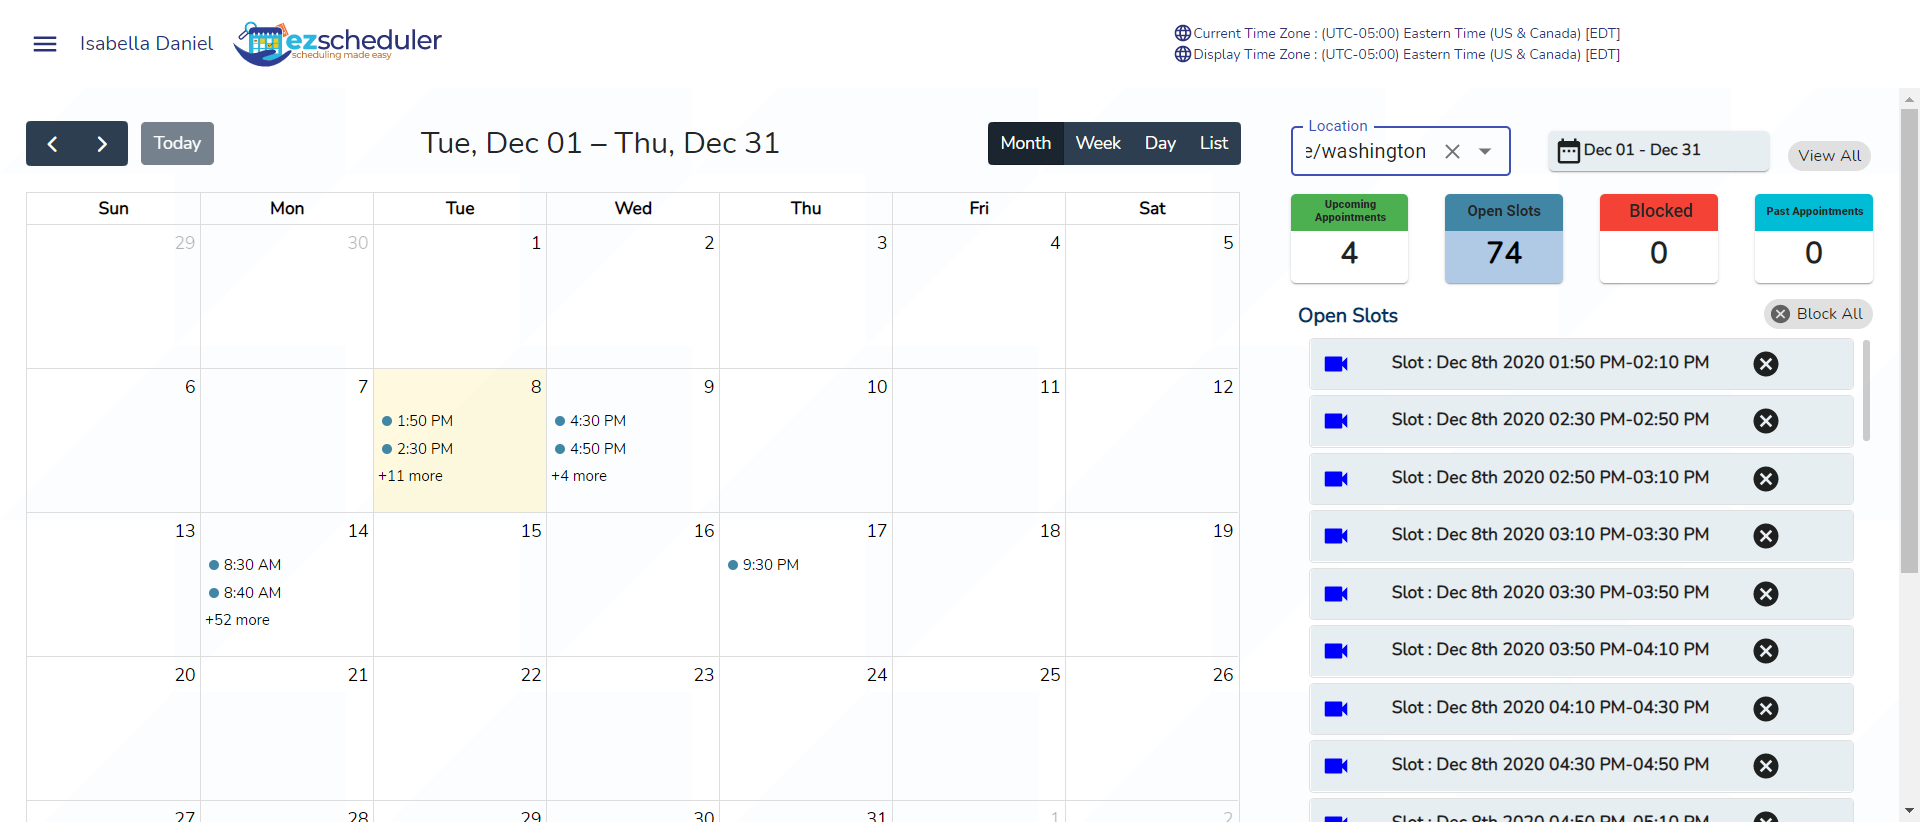 Isabella Daniel
ezscheduler
scheduling made easy
Current Time Zone : (UTC-05:00) Eastern Time (US & Canada) [EDT]
Display Time Zone : (UTC-05:00) Eastern Time (US & Canada) [EDT]
Today
Tue, Dec 01 – Thu, Dec 31
Month Week Day List
Sun Mon Tue Wed Thu Fri Sat
29 30 1 2 3 4 5
6 7 8 9 10 11 12
1:50 PM 4:30 PM
2:30 PM 4:50 PM
+11 more +4 more
13 14 15 16 17 18 19
8:30 AM 9:30 PM
8:40 AM
+52 more
20 21 22 23 24 25 26
27 28 29 30 31 1 2
Location
e/washington
Dec 01 - Dec 31
View All
Upcoming
Appointments
4
Open Slots
74
Blocked
0
Past Appointments
0
Open Slots
Block All
Slot : Dec 8th 2020 01:50 PM-02:10 PM
Slot : Dec 8th 2020 02:30 PM-02:50 PM
Slot : Dec 8th 2020 02:50 PM-03:10 PM
Slot : Dec 8th 2020 03:10 PM-03:30 PM
Slot : Dec 8th 2020 03:30 PM-03:50 PM
Slot : Dec 8th 2020 03:50 PM-04:10 PM
Slot : Dec 8th 2020 04:10 PM-04:30 PM
Slot : Dec 8th 2020 04:30 PM-04:50 PM
Slot : Dec 8th 2020 04:50 PM-05:10 PM